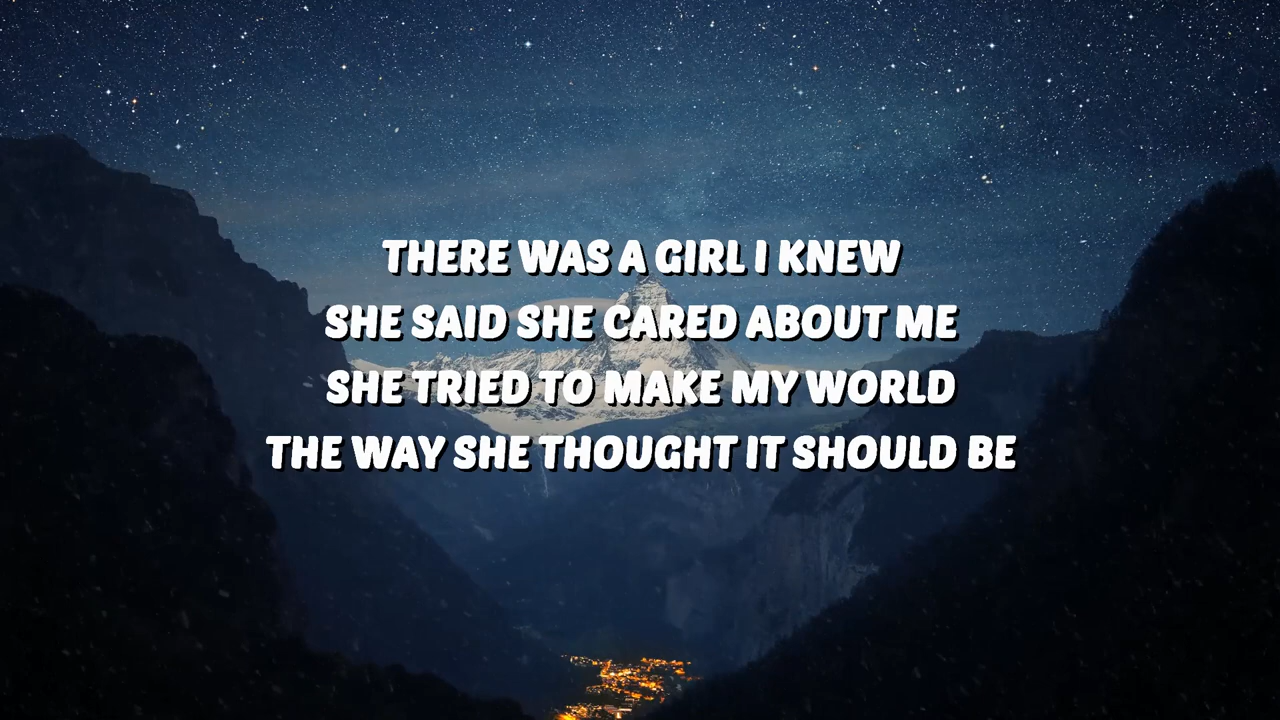 THERE WAS A GIRL I KNEW
SHE SAID SHE CARED ABOUT ME
SHE TRIED TO MAKE MY WORLD
THE WAY SHE THOUGHT IT SHOULD BE